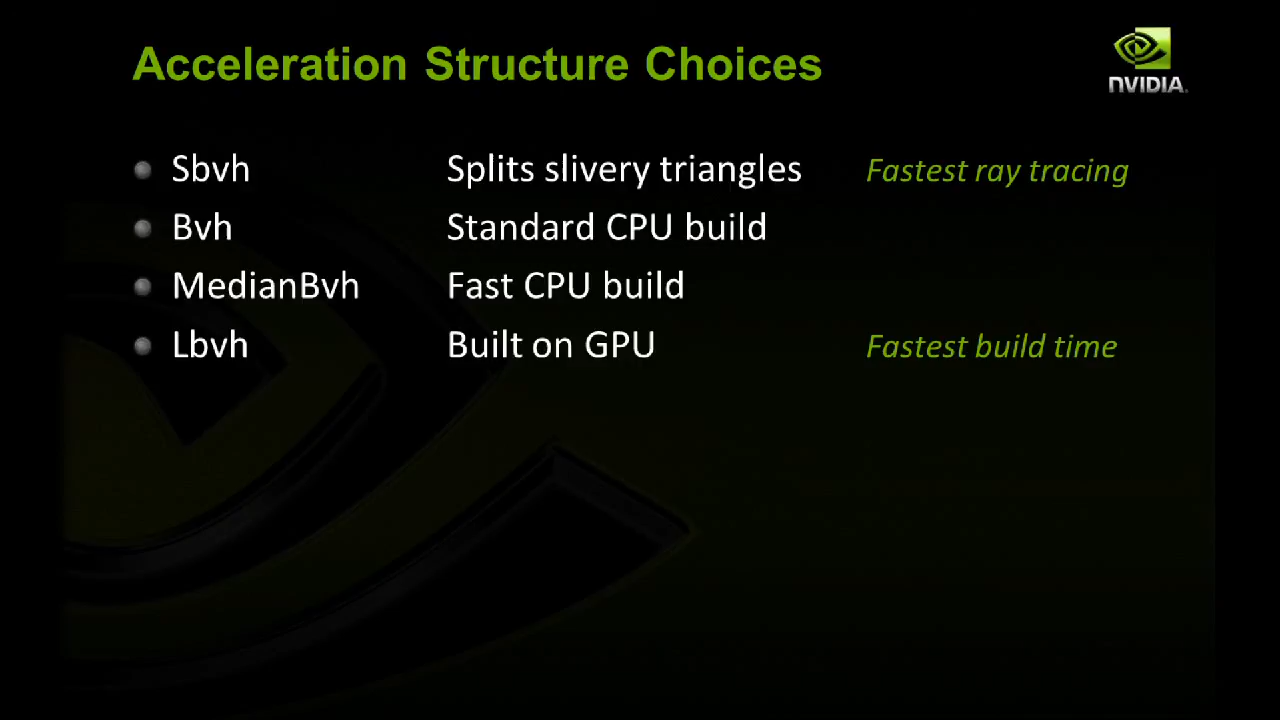 Acceleration Structure Choices
NVIDIA.
Sbvh Splits slivery triangles Fastest ray tracing
Bvh Standard CPU build
MedianBvh Fast CPU build
Lbvh Built on GPU Fastest build time